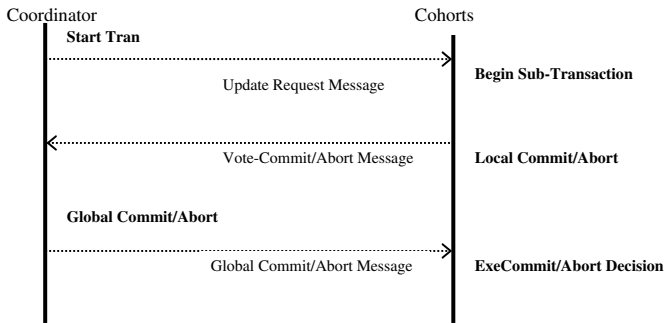 Coordinator
Cohorts
Start Tran
Update Request Message
Begin Sub-Transaction
Vote-Commit/Abort Message
Local Commit/Abort
Global Commit/Abort
Global Commit/Abort Message
ExeCommit/Abort Decision